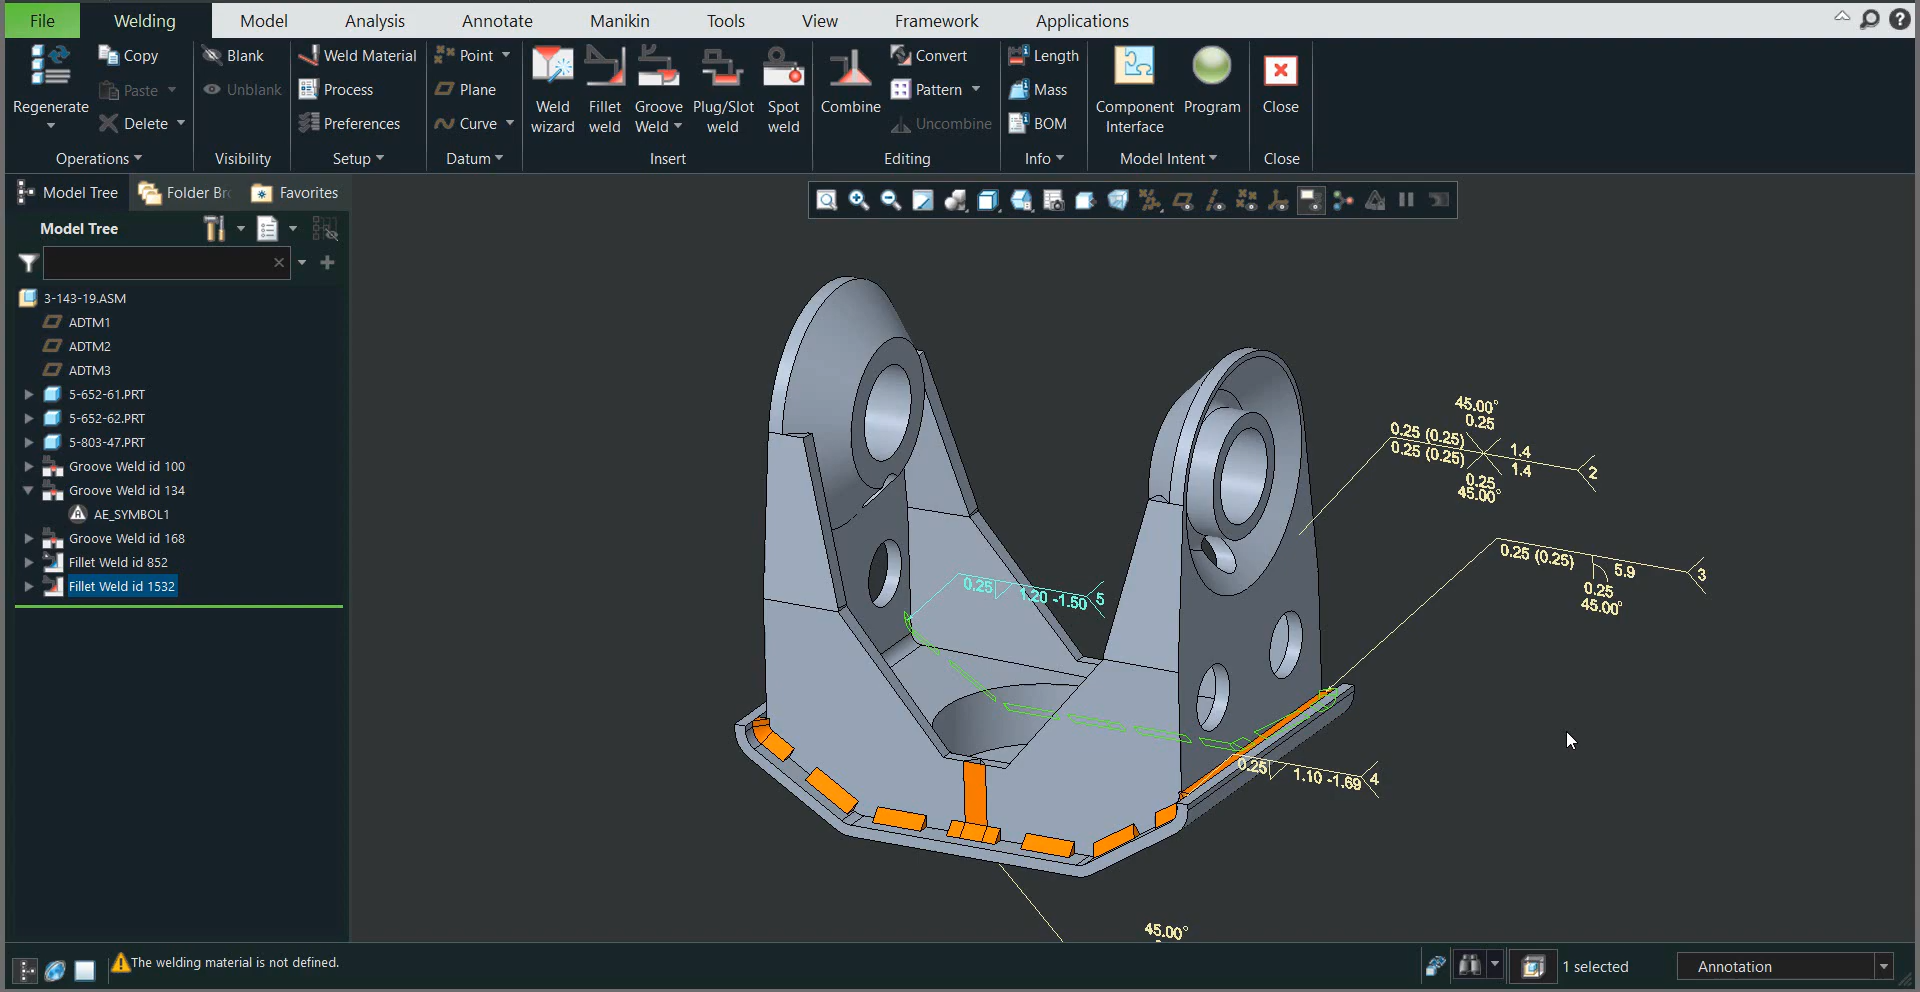 File Welding Model Analysis Annotate Manikin Tools View Framework Applications
Regenerate
Copy
Paste
Delete
Operations
Blank
Unblank
Visibility
Weld Material
Process
Preferences
Setup
Point
Plane
Curve
Datum
Weld wizard
Fillet weld
Groove Weld
Plug/Slot weld
Spot weld
Insert
Combine
Convert
Pattern
Uncombine
Editing
Length
Mass
BOM
Info
Component Interface
Program
Model Intent
Close
Close
Model Tree Folder Br Favorites
Model Tree
3-143-19.ASM
ADTM1
ADTM2
ADTM3
5-652-61.PRT
5-652-62.PRT
5-803-47.PRT
Groove Weld id 100
Groove Weld id 134
AE_SYMBOL1
Groove Weld id 168
Fillet Weld id 852
Fillet Weld id 1532
45.00°
0.25
0.25 (0.25) 1.4
0.25 (0.25) 1.4 2
0.25
45.00°
0.25 (0.25) 5.9 3
0.25
45.00°
0.25 1.20 -1.50 5
0.25 1.10 -1.69 4
45.00°
The welding material is not defined.
1 selected
Annotation